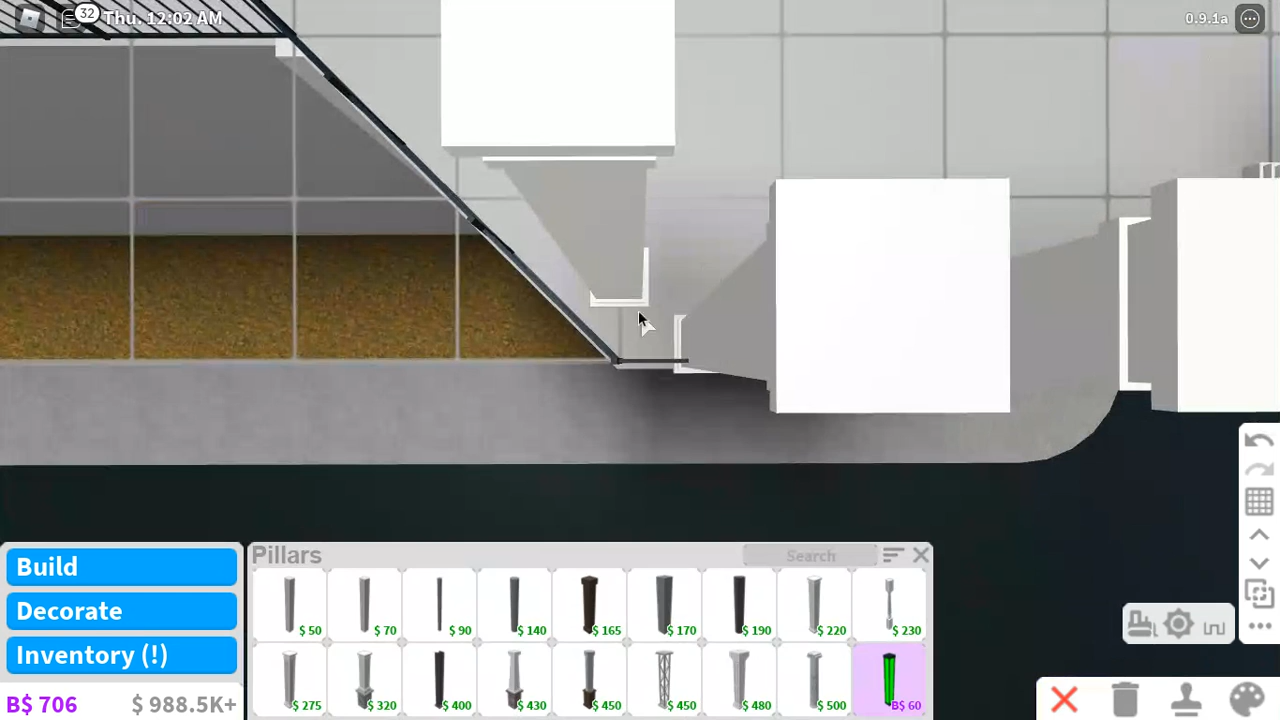 32 Thu. 12:02 AM
0.9.1a
Build
Decorate
Inventory (!)
B$ 706 $ 988.5K+
Pillars
Search
$ 50 $ 70 $ 90 $ 140 $ 165 $ 170 $ 190 $ 220 $ 230
$ 275 $ 320 $ 400 $ 430 $ 450 $ 450 $ 480 $ 500 B$ 60